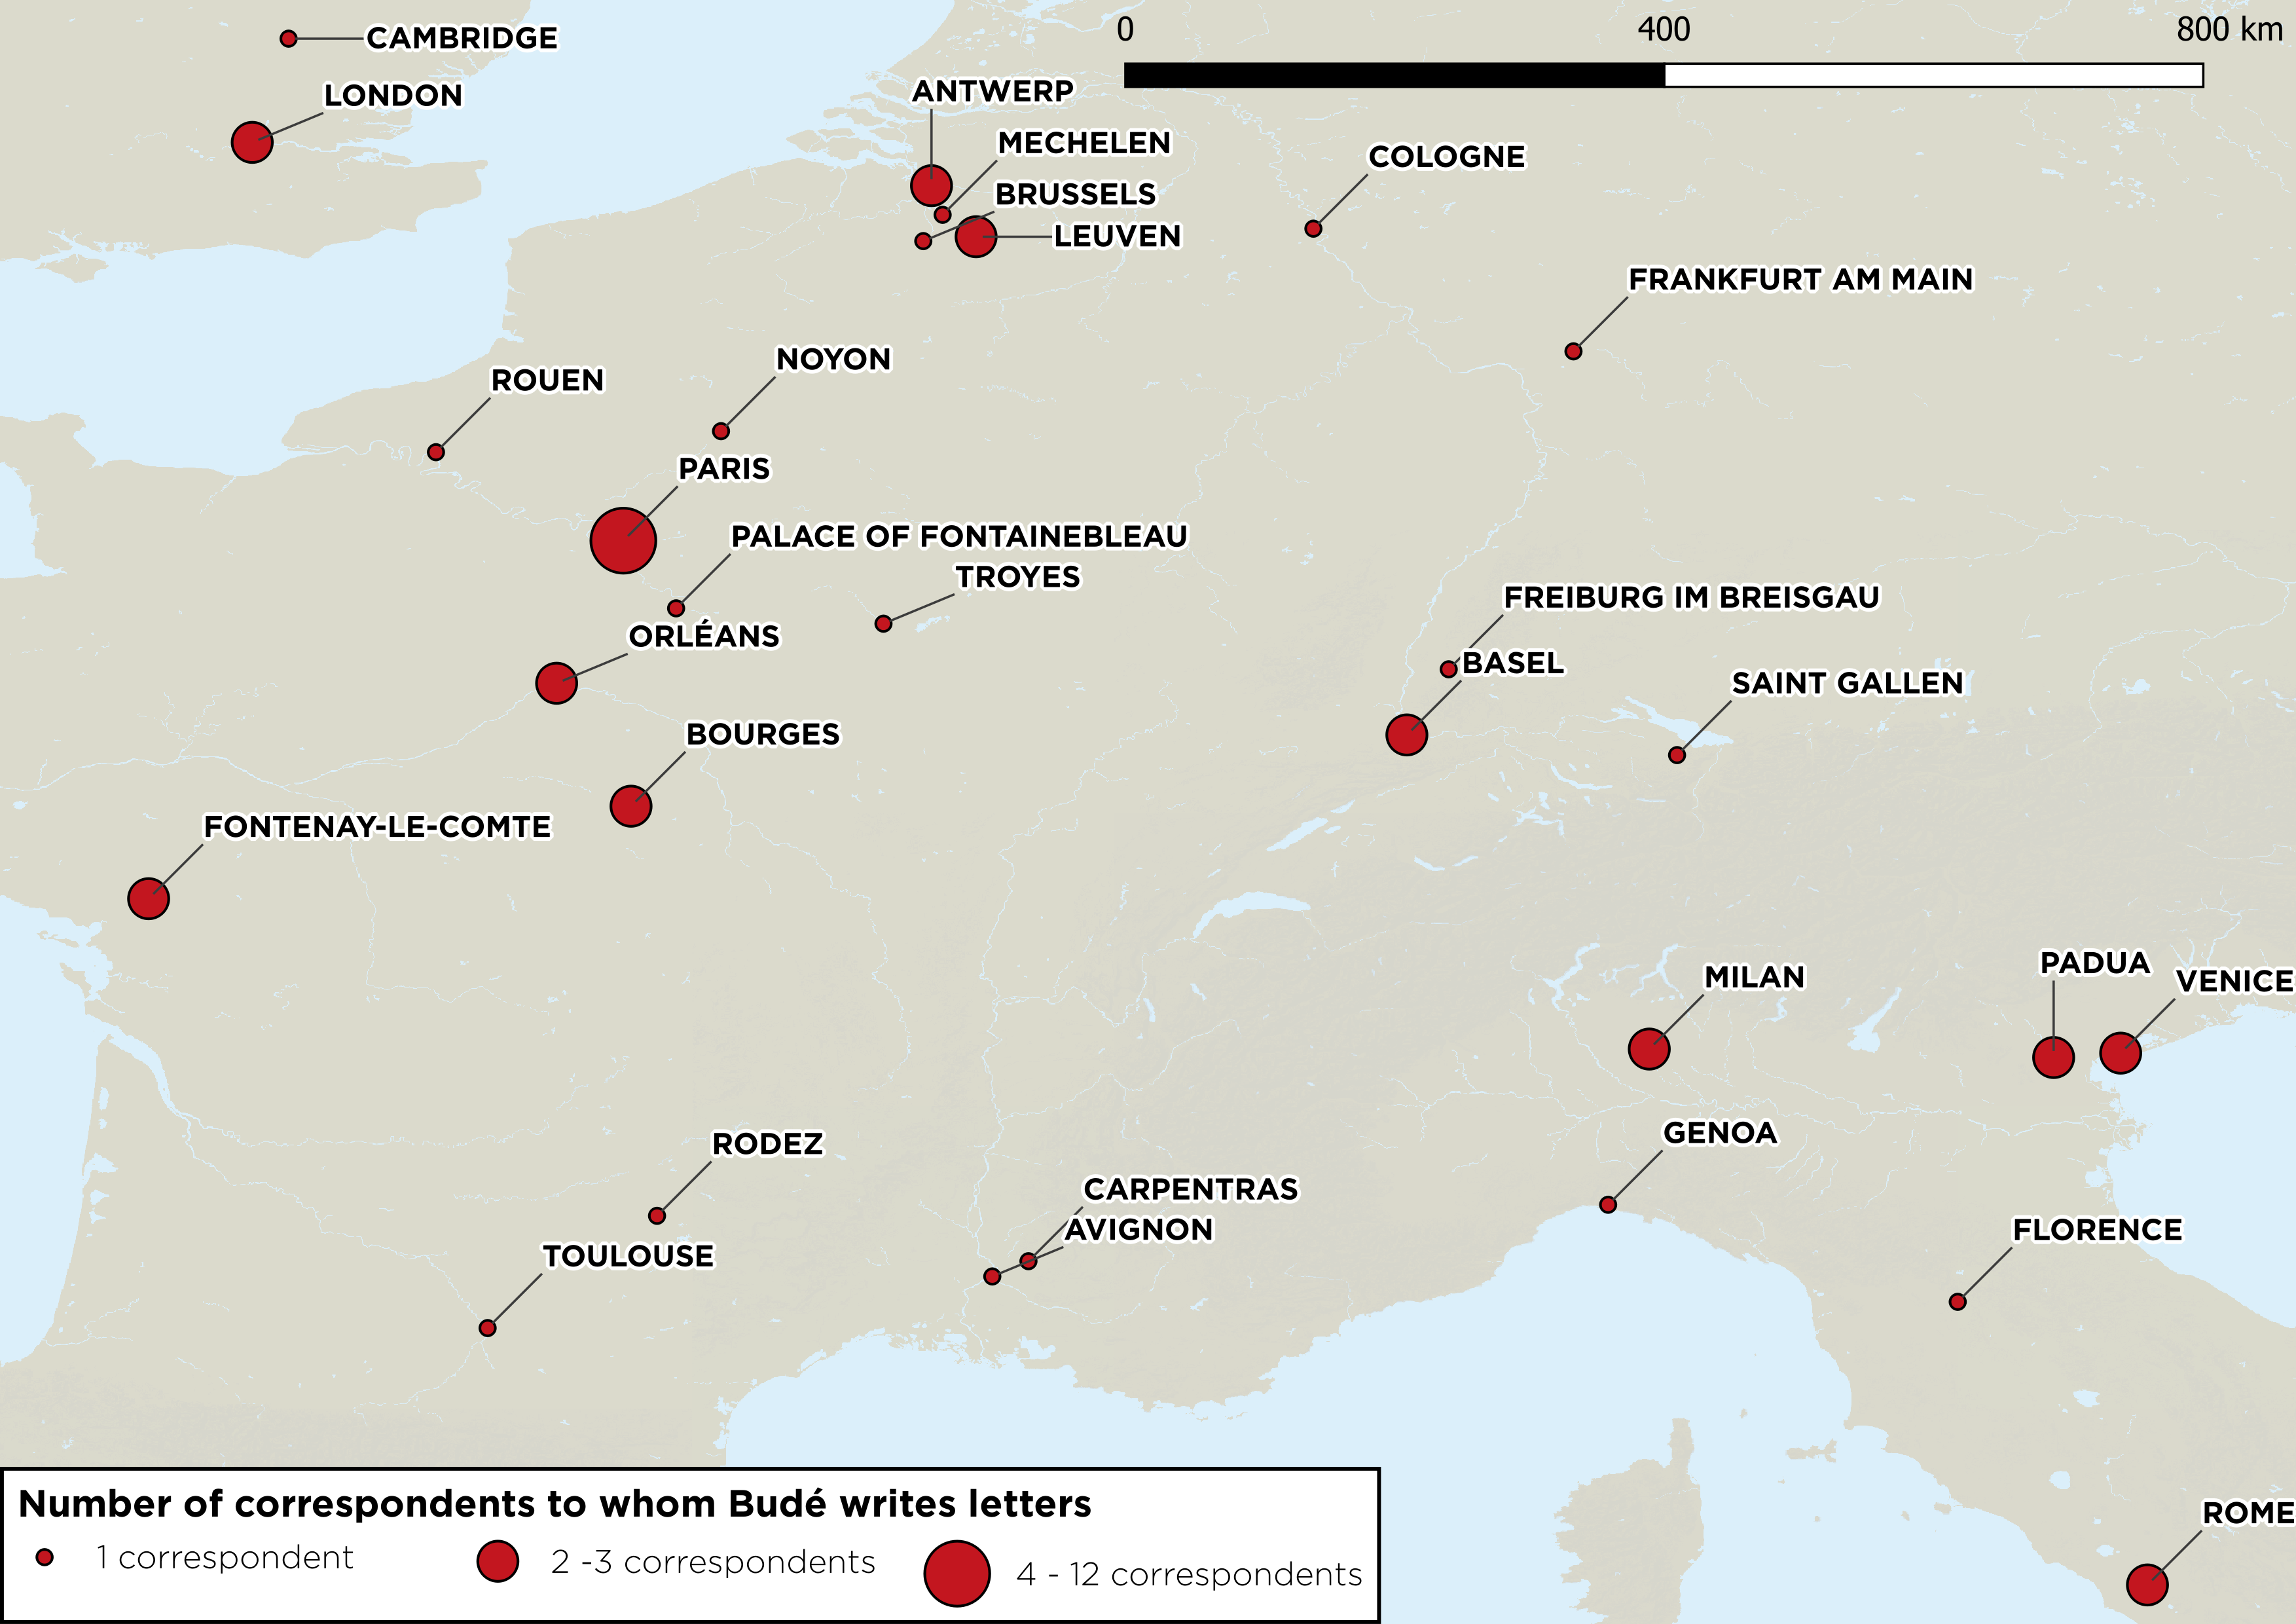 0 400 800 km
CAMBRIDGE
LONDON
ANTWERP
MECHELEN
COLOGNE
BRUSSELS
LEUVEN
FRANKFURT AM MAIN
NOYON
ROUEN
PARIS
PALACE OF FONTAINEBLEAU
TROYES
FREIBURG IM BREISGAU
ORLÉANS
BASEL
SAINT GALLEN
BOURGES
FONTENAY-LE-COMTE
PADUA
MILAN
VENICE
GENOA
RODEZ
CARPENTRAS
AVIGNON
FLORENCE
TOULOUSE
Number of correspondents to whom Budé writes letters
ROME
1 correspondent
2 -3 correspondents
4 - 12 correspondents